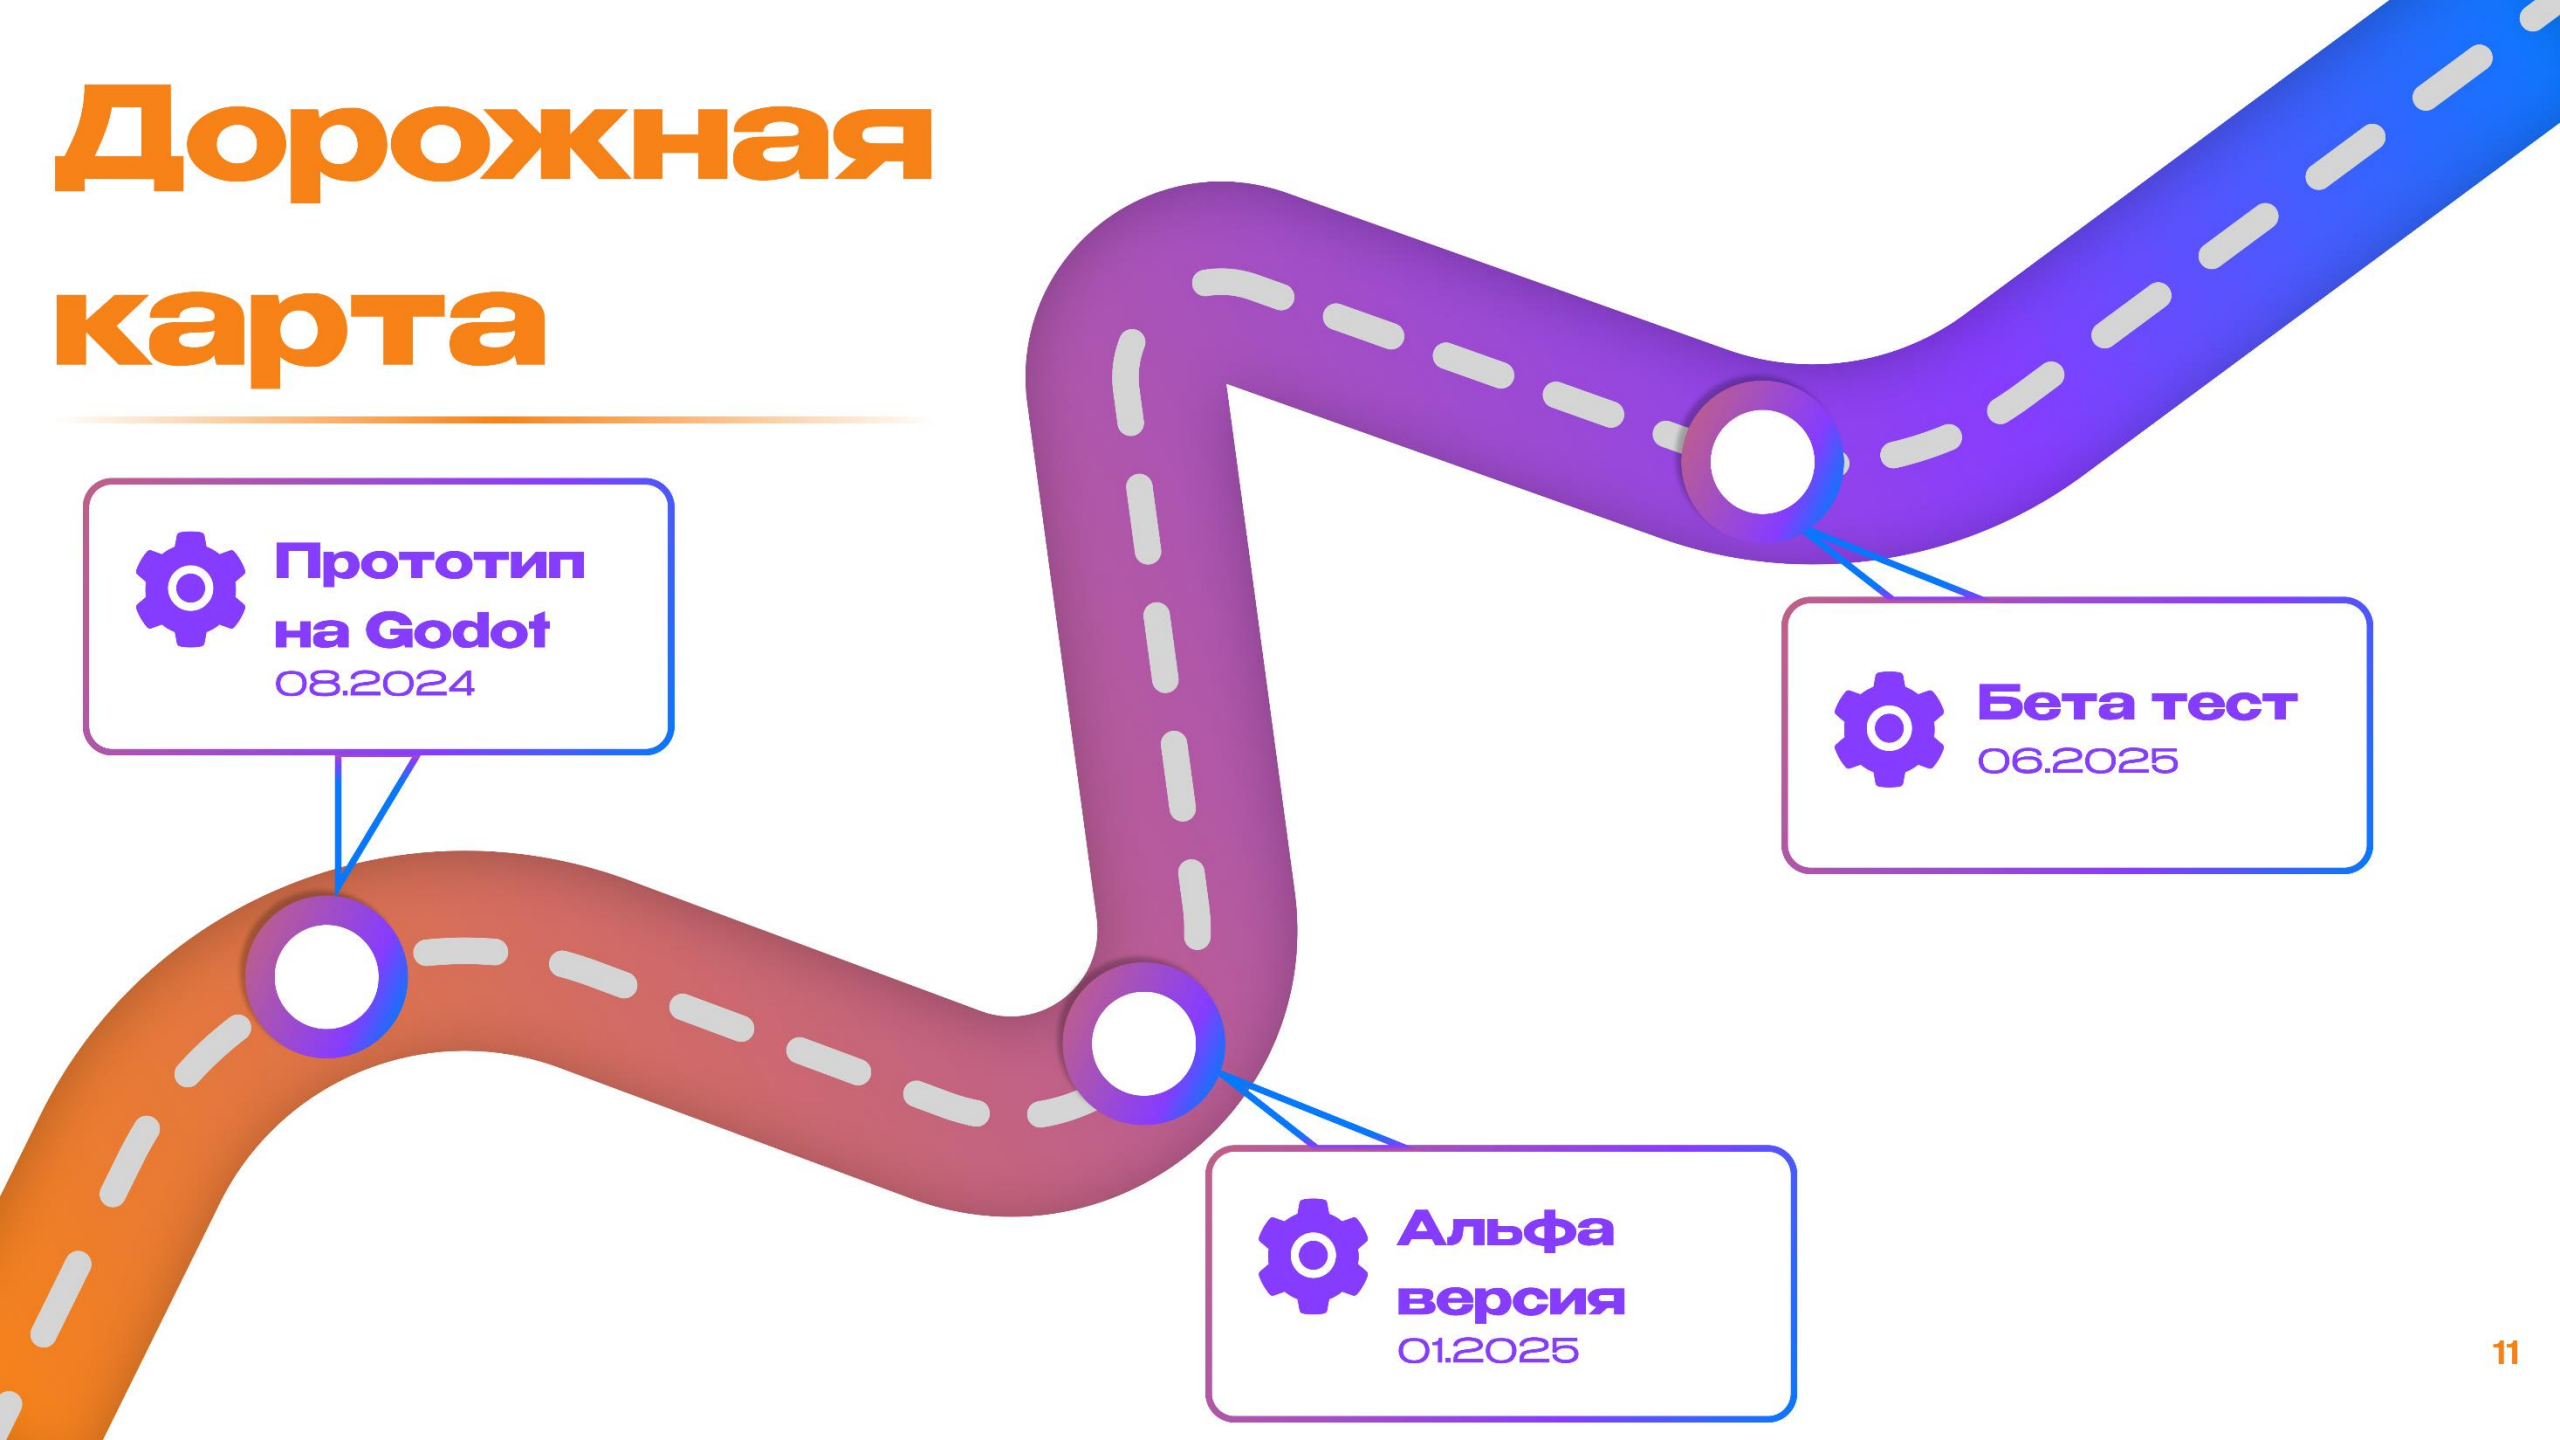 Дорожная
карта
Прототип
на Godot
08.2024
Бета тест
06.2025
Альфа
версия
01.2025
11